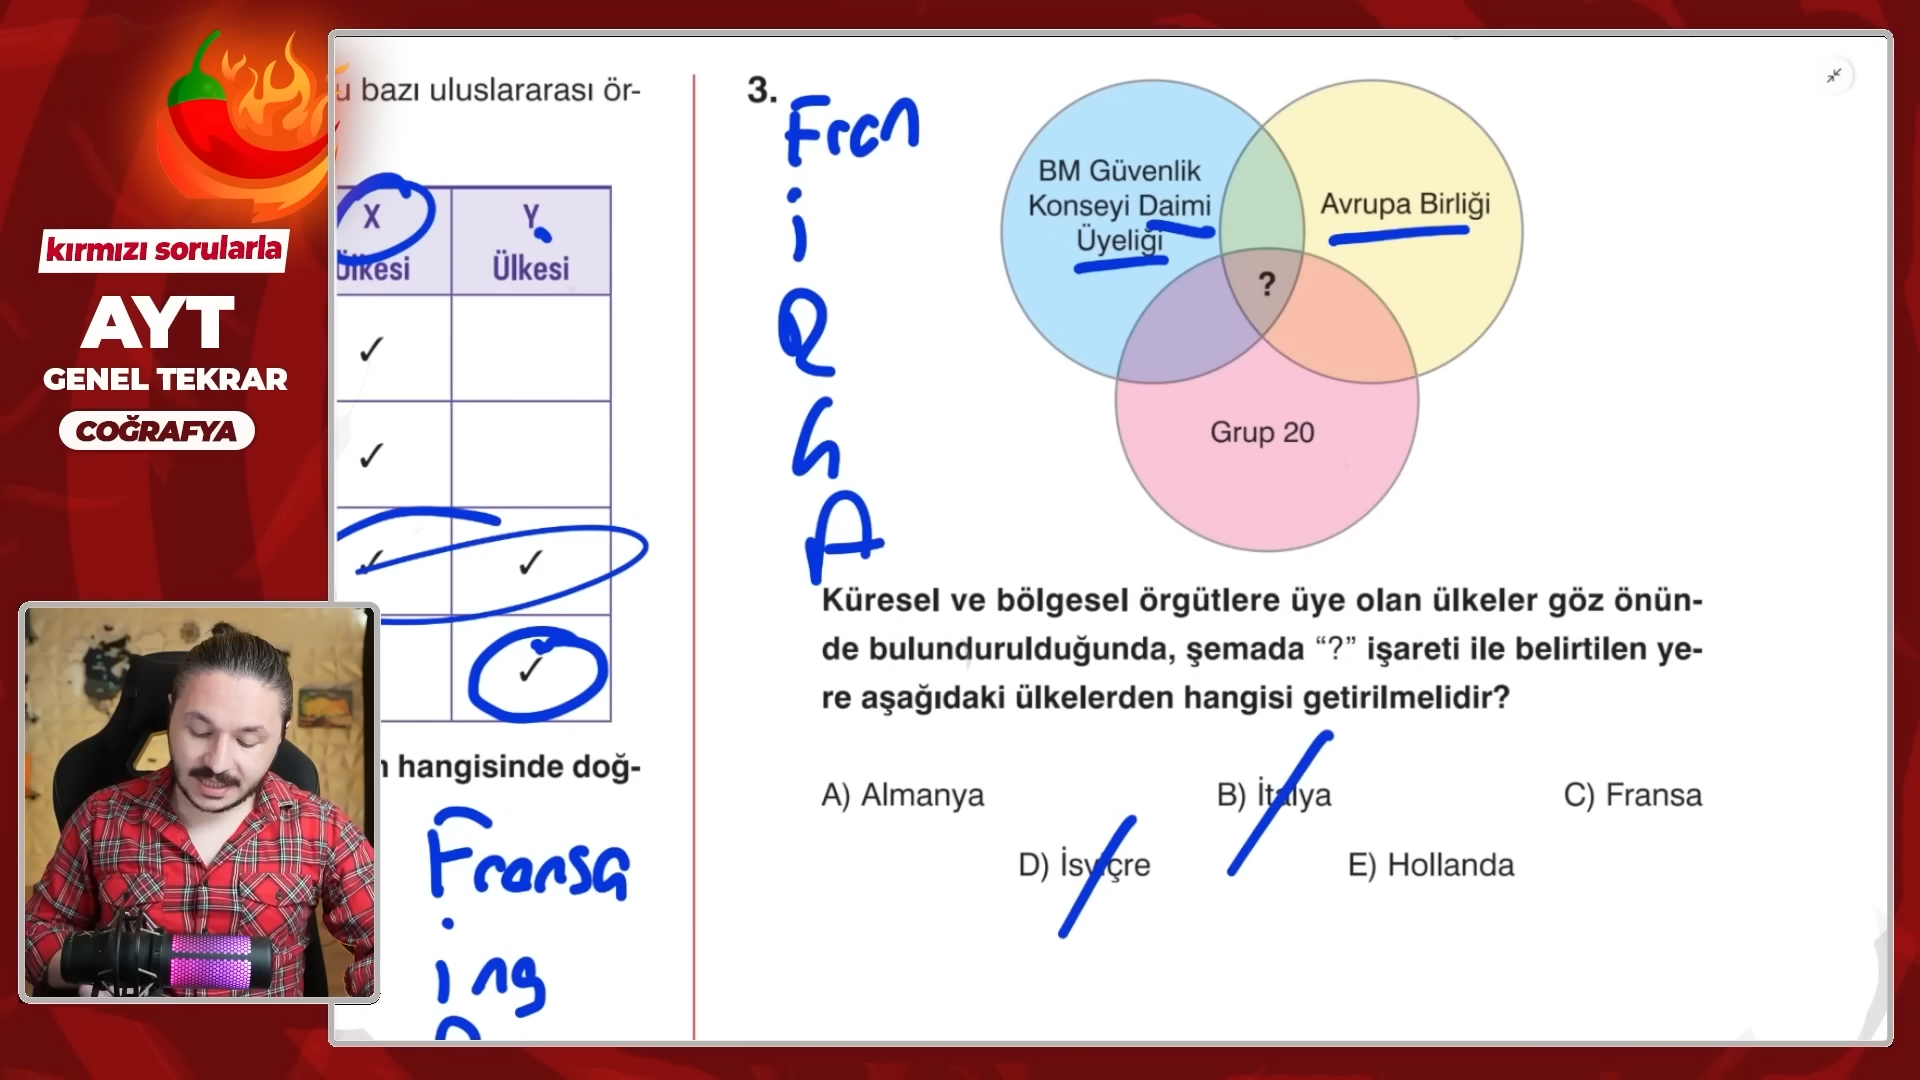 kırmızı sorularla
AYT
GENEL TEKRAR
COĞRAFYA
u bazı uluslararası ör-
X
Ülkesi
Y
Ülkesi
✓
✓
✓ ✓
✓
hangisinde doğ-
Fransa
ing
3.
Fran
i
R
A
BM Güvenlik
Konseyi Daimi
Üyeliği
Avrupa Birliği
?
Grup 20
Küresel ve bölgesel örgütlere üye olan ülkeler göz önün-
de bulundurulduğunda, şemada “?” işareti ile belirtilen ye-
re aşağıdaki ülkelerden hangisi getirilmelidir?
A) Almanya
B) İtalya
C) Fransa
D) İsviçre
E) Hollanda